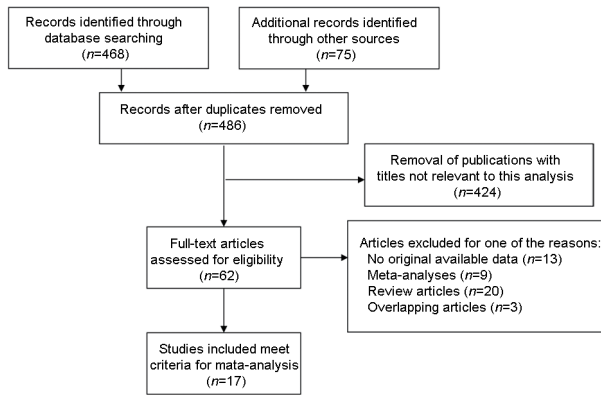 Records identified through
database searching
(n=468)
Additional records identified
through other sources
(n=75)
Records after duplicates removed
(n=486)
Removal of publications with
titles not relevant to this analysis
(n=424)
Full-text articles
assessed for eligibility
(n=62)
Articles excluded for one of the reasons:
No original available data (n=13)
Meta-analyses (n=9)
Review articles (n=20)
Overlapping articles (n=3)
Studies included meet
criteria for mata-analysis
(n=17)